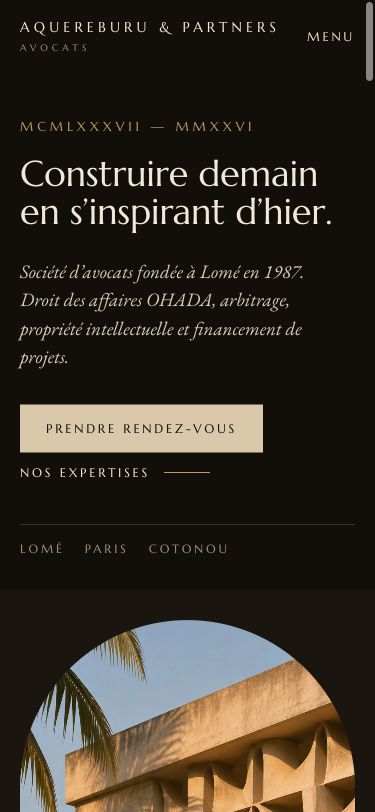 AQUEREBURU & PARTNERS
AVOCATS
MENU
MCMLXXXVII — MMXXVI
Construire demain
en s’inspirant d’hier.
Société d’avocats fondée à Lomé en 1987.
Droit des affaires OHADA, arbitrage,
propriété intellectuelle et financement de
projets.
PRENDRE RENDEZ-VOUS
NOS EXPERTISES
LOMÉ PARIS COTONOU